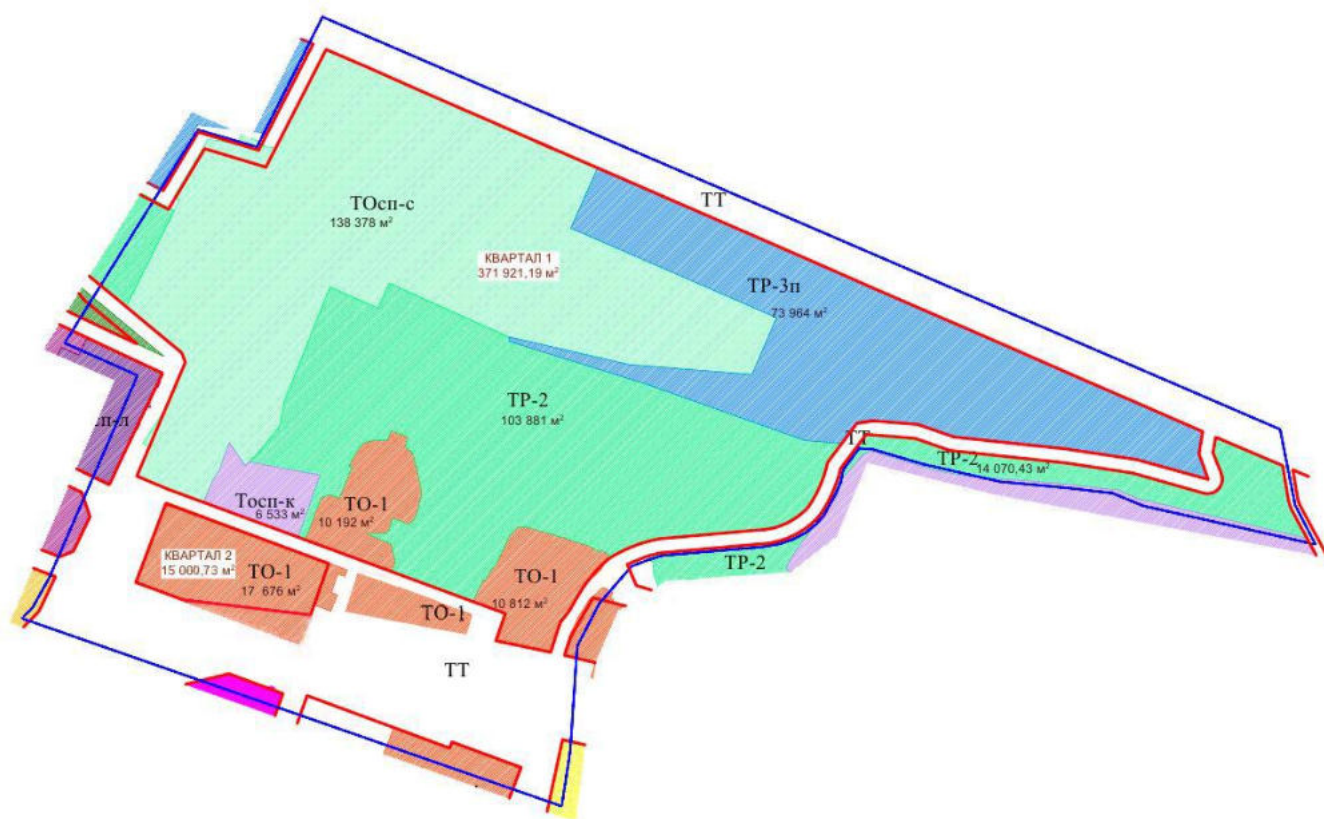 ТТ
ТОсп-с
138 378 м²
КВАРТАЛ 1
371 921,19 м²
ТР-3п
73 964 м²
ТР-2
103 881 м²
сп-л
ТТ
ТР-2
14 070,43 м²
Тосп-к
6 533 м²
ТО-1
10 192 м²
КВАРТАЛ 2
15 000,73 м²
ТО-1
17 676 м²
ТО-1
ТО-1
10 812 м²
ТР-2
ТТ